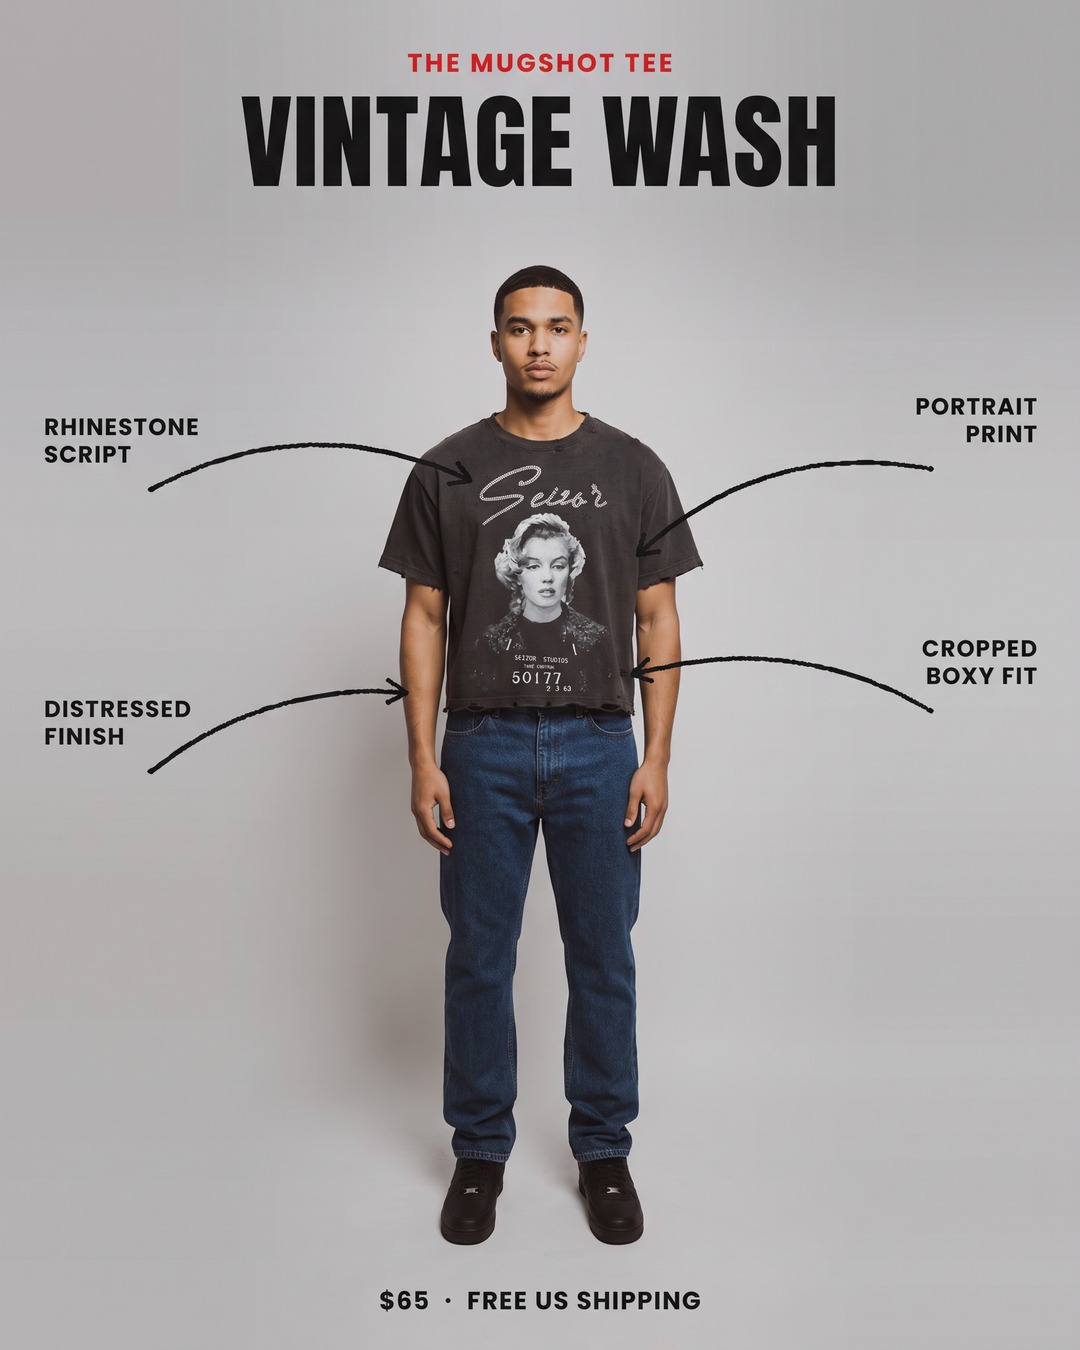 THE MUGSHOT TEE
VINTAGE WASH
PORTRAIT
PRINT
RHINESTONE
SCRIPT
Seizor
CROPPED
BOXY FIT
SEIZOR STUDIOS
50177
2 3 63
DISTRESSED
FINISH
$65 · FREE US SHIPPING